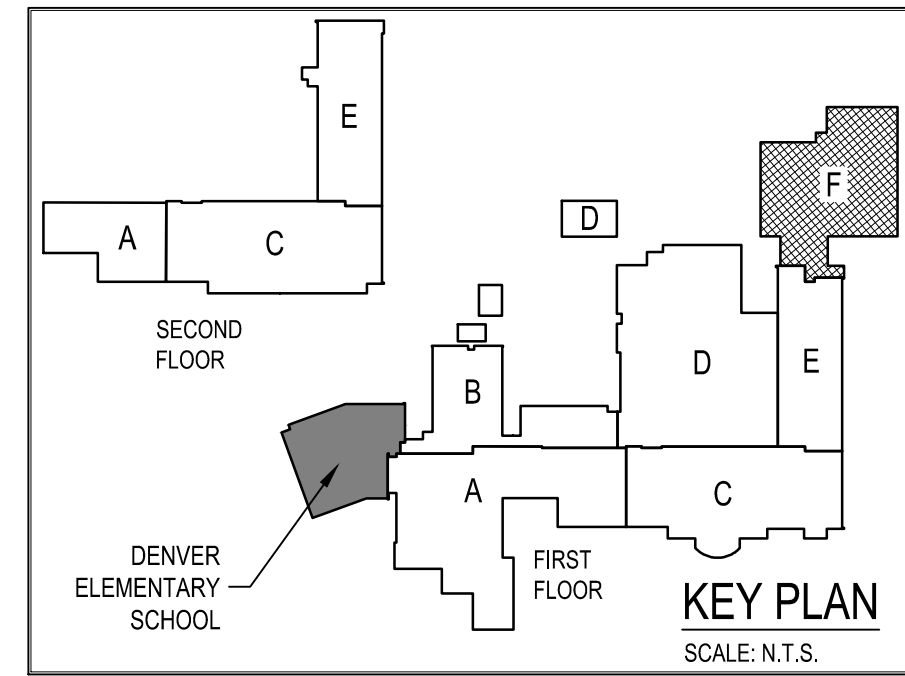 E
A
C
SECOND
FLOOR
F
D
B
D
E
A
C
DENVER
ELEMENTARY
SCHOOL
FIRST
FLOOR
KEY PLAN
SCALE: N.T.S.